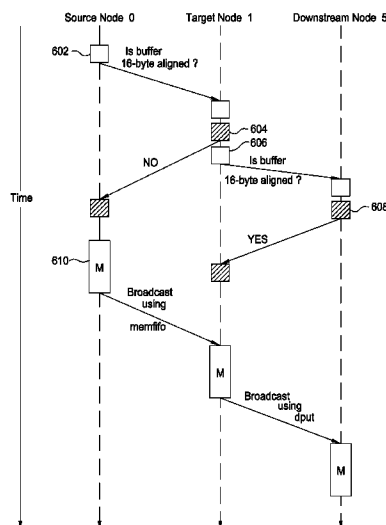 Source Node 0
Target Node 1
Downstream Node 5
602
Is buffer
16-byte aligned ?
604
606
NO
Is buffer
16-byte aligned ?
Time
608
YES
610
M
Broadcast
using
memfifo
M
Broadcast
using
dput
M